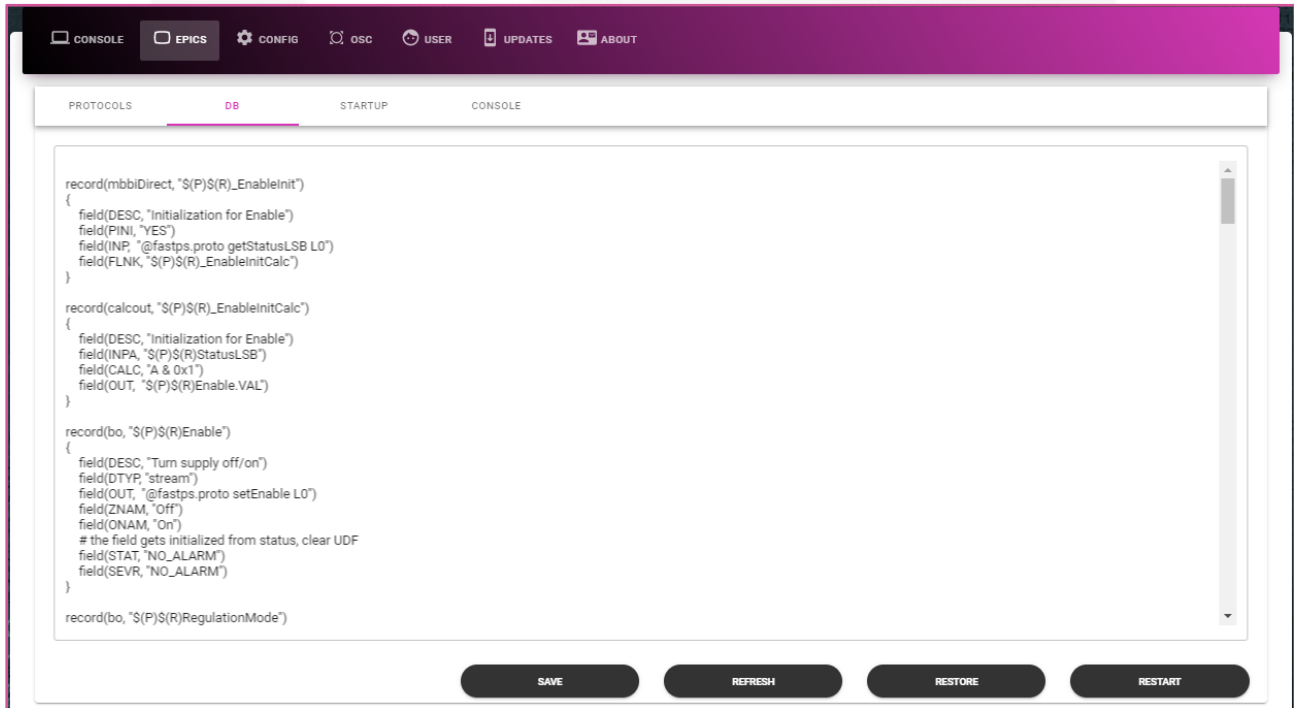 CONSOLE EPICS CONFIG OSC USER UPDATES ABOUT
PROTOCOLS DB STARTUP CONSOLE
record(mbbiDirect, "$(P)$(R)_EnableInit")
{
field(DESC, "Initialization for Enable")
field(PINI, "YES")
field(INP, "@fastps.proto getStatusLSB L0")
field(FLNK, "$(P)$(R)_EnableInitCalc")
}
record(calcout, "$(P)$(R)_EnableInitCalc")
{
field(DESC, "Initialization for Enable")
field(INPA, "$(P)$(R)StatusLSB")
field(CALC, "A & 0x1")
field(OUT, "$(P)$(R)Enable.VAL")
}
record(bo, "$(P)$(R)Enable")
{
field(DESC, "Turn supply off/on")
field(DTYP, "stream")
field(OUT, "@fastps.proto setEnable L0")
field(ZNAM, "Off")
field(ONAM, "On")
# the field gets initialized from status, clear UDF
field(STAT, "NO_ALARM")
field(SEVR, "NO_ALARM")
}
record(bo, "$(P)$(R)RegulationMode")
SAVE REFRESH RESTORE RESTART